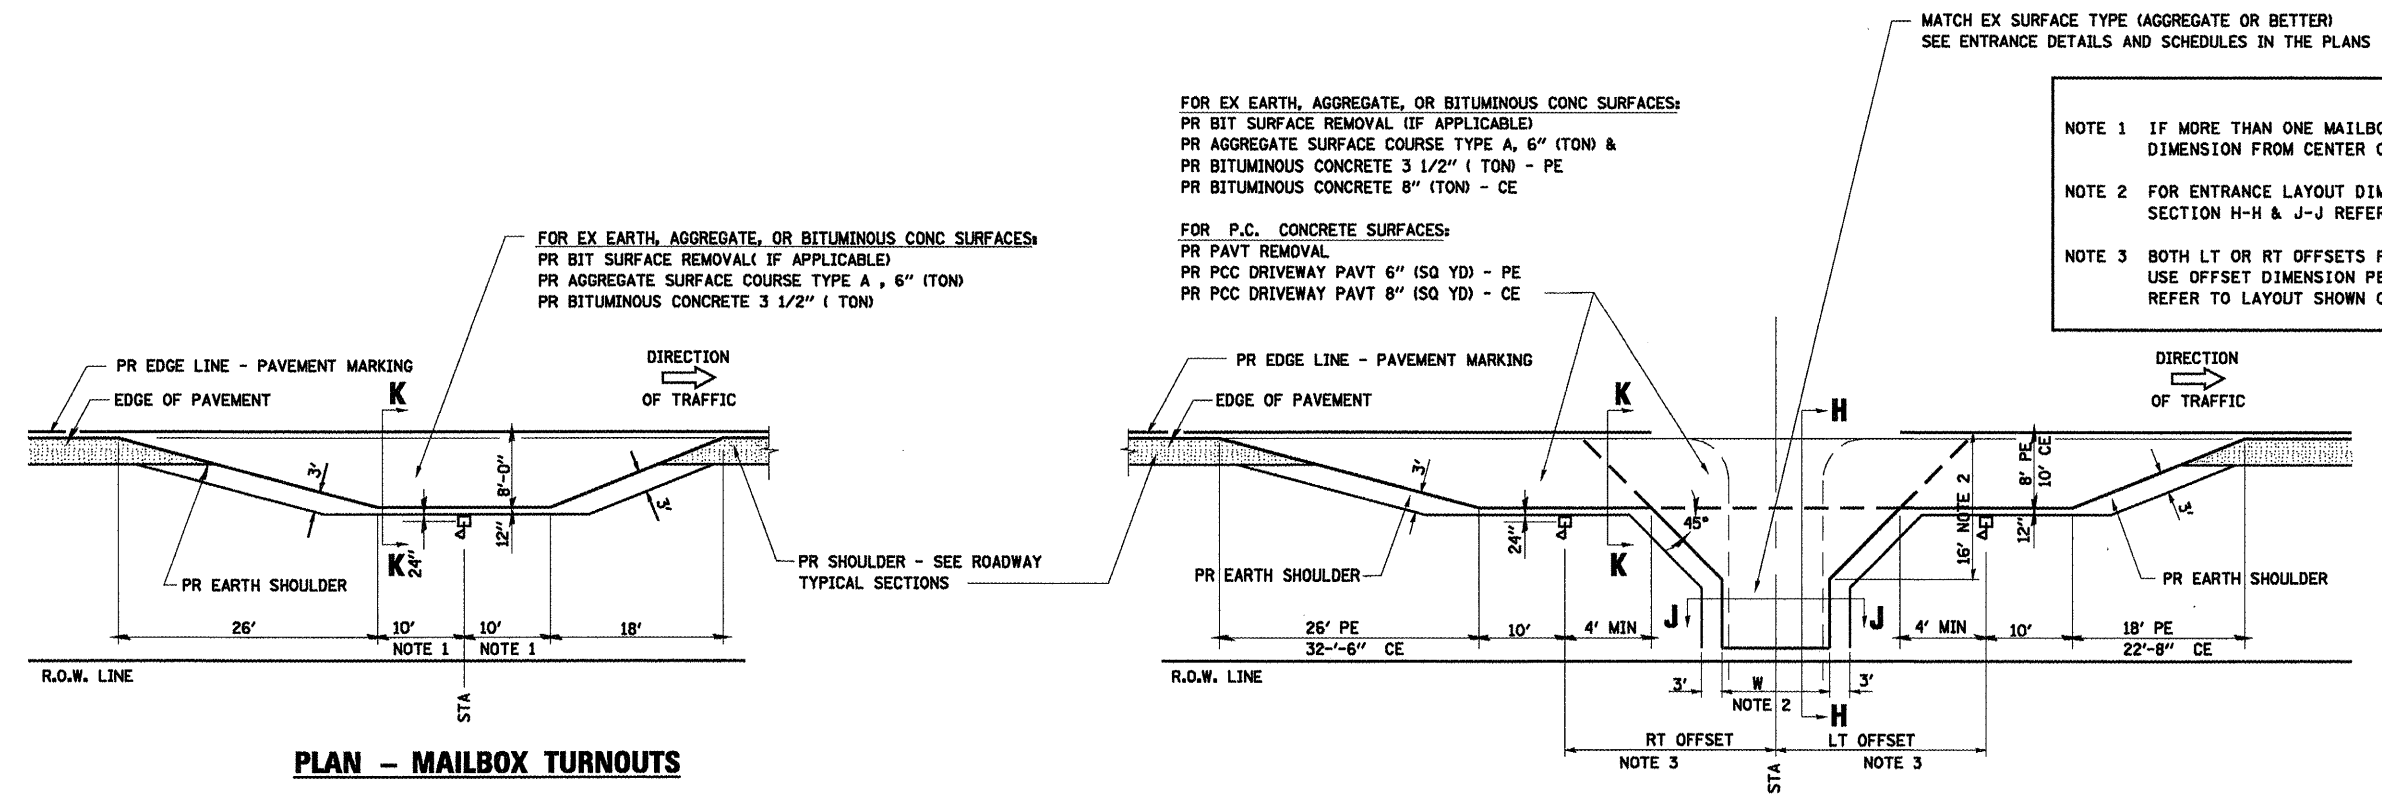 MATCH EX SURFACE TYPE (AGGREGATE OR BETTER)
SEE ENTRANCE DETAILS AND SCHEDULES IN THE PLANS
FOR EX EARTH, AGGREGATE, OR BITUMINOUS CONC SURFACES:
PR BIT SURFACE REMOVAL (IF APPLICABLE)
PR AGGREGATE SURFACE COURSE TYPE A, 6" (TON) &
PR BITUMINOUS CONCRETE 3 1/2" ( TON) - PE
PR BITUMINOUS CONCRETE 8" (TON) - CE
FOR P.C. CONCRETE SURFACES:
PR PAVT REMOVAL
PR PCC DRIVEWAY PAVT 6" (SQ YD) - PE
PR PCC DRIVEWAY PAVT 8" (SQ YD) - CE
NOTE 1 IF MORE THAN ONE
DIMENSION FROM CENTER
NOTE 2 FOR ENTRANCE LAYOUT
SECTION H-H & J-J
NOTE 3 BOTH LT OR RT OFFSETS
USE OFFSET DIMENSION
REFER TO LAYOUT SHOWN
FOR EX EARTH, AGGREGATE, OR BITUMINOUS CONC SURFACES:
PR BIT SURFACE REMOVAL( IF APPLICABLE)
PR AGGREGATE SURFACE COURSE TYPE A , 6" (TON)
PR BITUMINOUS CONCRETE 3 1/2" ( TON)
PR EDGE LINE - PAVEMENT MARKING
EDGE OF PAVEMENT
DIRECTION
OF TRAFFIC
K
3'
8'-0"
3'
24"
12"
K
PR EARTH SHOULDER
PR SHOULDER - SEE ROADWAY
TYPICAL SECTIONS
26'
10'
10'
18'
NOTE 1
NOTE 1
R.O.W. LINE
STA
PLAN - MAILBOX TURNOUTS
PR EDGE LINE - PAVEMENT MARKING
EDGE OF PAVEMENT
DIRECTION
OF TRAFFIC
K
H
3'
8' PE
10' CE
16' NOTE 2
3'
45°
24"
12"
K
PR EARTH SHOULDER
PR EARTH SHOULDER
J
J
26' PE
32-'-6" CE
10'
4' MIN
4' MIN
10'
18' PE
22'-8" CE
R.O.W. LINE
3'
W
3'
NOTE 2
H
RT OFFSET
LT OFFSET
NOTE 3
NOTE 3
STA